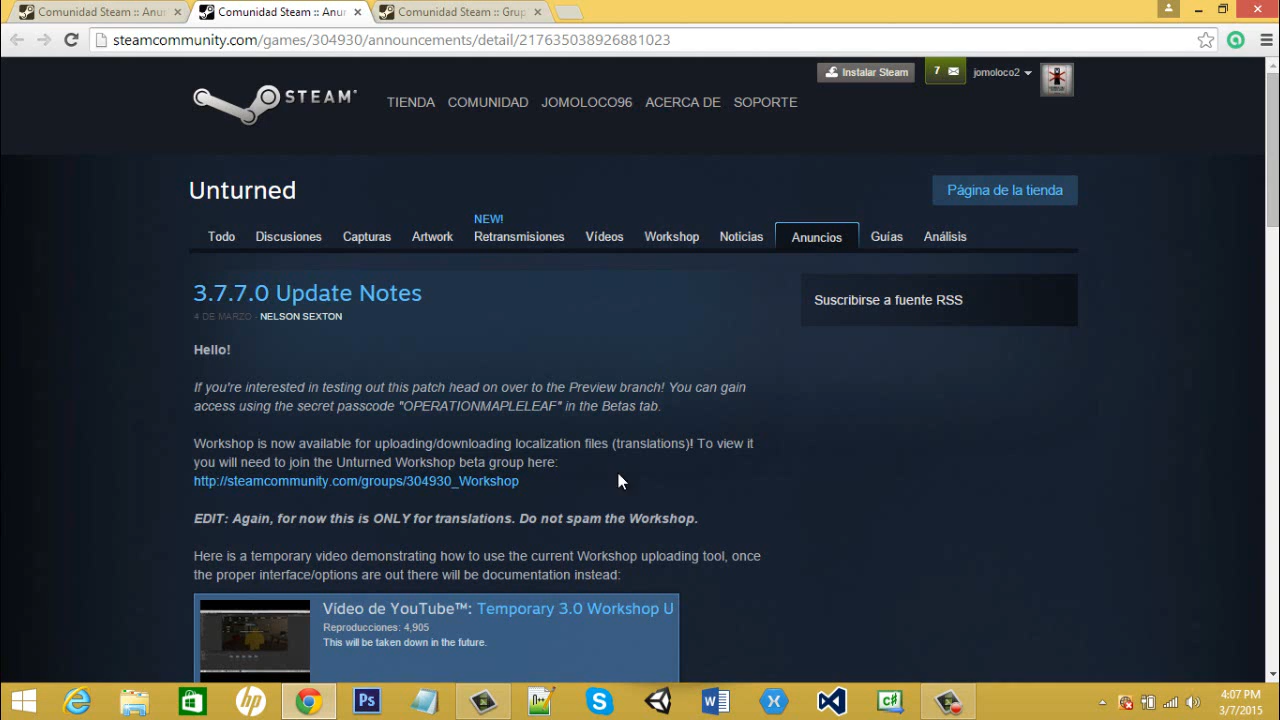 Comunidad Steam :: Anun
Comunidad Steam :: Anun
Comunidad Steam :: Grup
steamcommunity.com/games/304930/announcements/detail/217635038926881023
Instalar Steam
7
jomoloco2
STEAM
TIENDA COMUNIDAD JOMOLOCO96 ACERCA DE SOPORTE
Unturned
Página de la tienda
NEW!
Todo Discusiones Capturas Artwork Retransmisiones Vídeos Workshop Noticias Anuncios Guías Análisis
3.7.7.0 Update Notes
Suscribirse a fuente RSS
4 DE MARZO - NELSON SEXTON
Hello!
If you're interested in testing out this patch head on over to the Preview branch! You can gain
access using the secret passcode "OPERATIONMAPLELEAF" in the Betas tab.
Workshop is now available for uploading/downloading localization files (translations)! To view it
you will need to join the Unturned Workshop beta group here:
http://steamcommunity.com/groups/304930_Workshop
EDIT: Again, for now this is ONLY for translations. Do not spam the Workshop.
Here is a temporary video demonstrating how to use the current Workshop uploading tool, once
the proper interface/options are out there will be documentation instead:
Vídeo de YouTube™: Temporary 3.0 Workshop U
Reproducciones: 4,905
This will be taken down in the future.
4:07 PM
3/7/2015